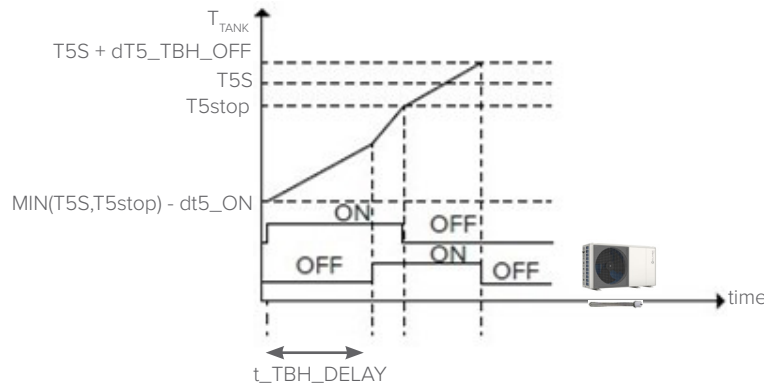 T_TANK
T5S + dT5_TBH_OFF
T5S
T5stop
MIN(T5S,T5stop) - dt5_ON
ON
OFF
ON
OFF
OFF
time
t_TBH_DELAY